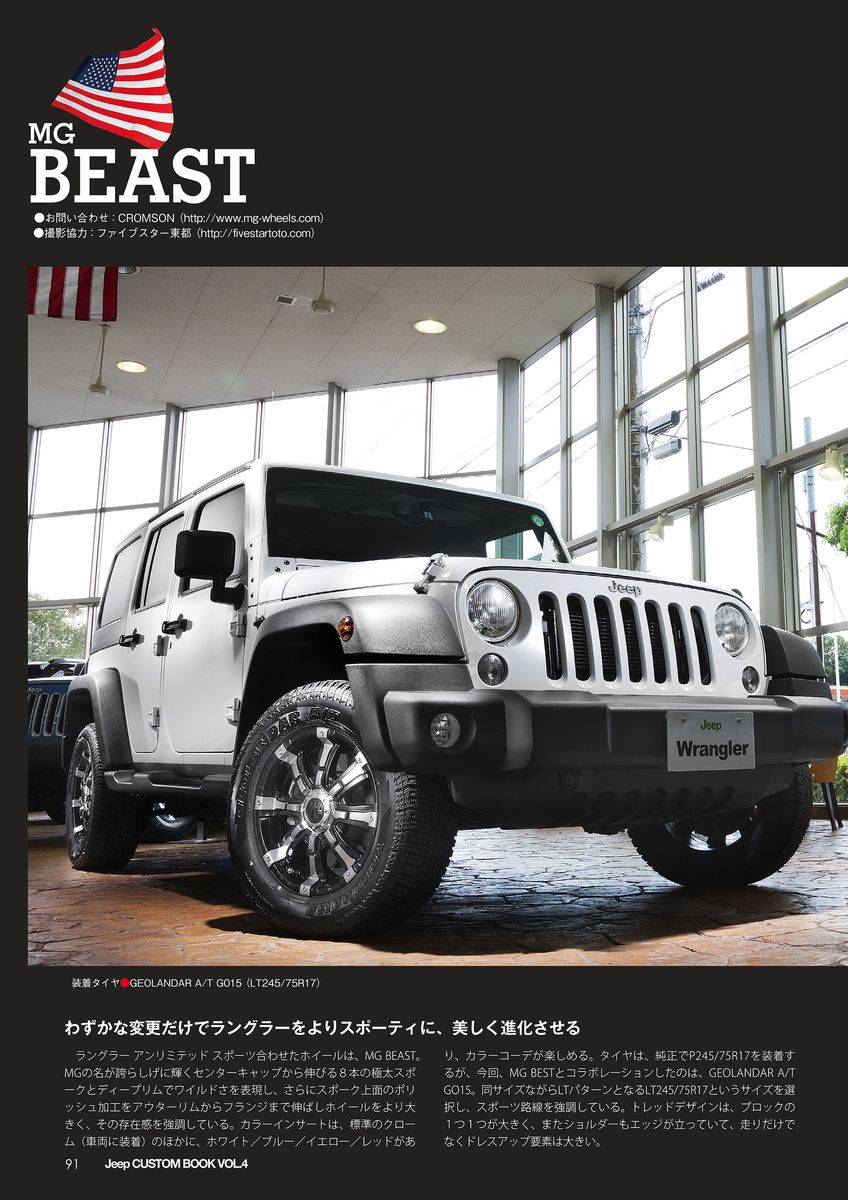 MG
BEAST
●お問い合わせ：CROMSON（http://www.mg-wheels.com）
●撮影協力：ファイブスター東都（http://fivestartoto.com）
Jeep
GEOLANDAR A/T
YOKOHAMA
Jeep
Wrangler
装着タイヤ●GEOLANDAR A/T G015（LT245/75R17）
わずかな変更だけでラングラーをよりスポーティに、美しく進化させる
ラングラー アンリミテッド スポーツ合わせたホイールは、MG BEAST。
MGの名が誇らしげに輝くセンターキャップから伸びる８本の極太スポ
ークとディープリムでワイルドさを表現し、さらにスポーク上面のポリ
ッシュ加工をアウターリムからフランジまで伸ばしホイールをより大
きく、その存在感を強調している。カラーインサートは、標準のクロー
ム（車両に装着）のほかに、ホワイト／ブルー／イエロー／レッドがあ
り、カラーコーデが楽しめる。タイヤは、純正でP245/75R17を装着す
るが、今回、MG BESTとコラボレーションしたのは、GEOLANDAR A/T
GO15。同サイズながらLTパターンとなるLT245/75R17というサイズを選
択し、スポーツ路線を強調している。トレッドデザインは、ブロックの
１つ１つが大きく、またショルダーもエッジが立っていて、走りだけで
なくドレスアップ要素は大きい。
91 Jeep CUSTOM BOOK VOL.4